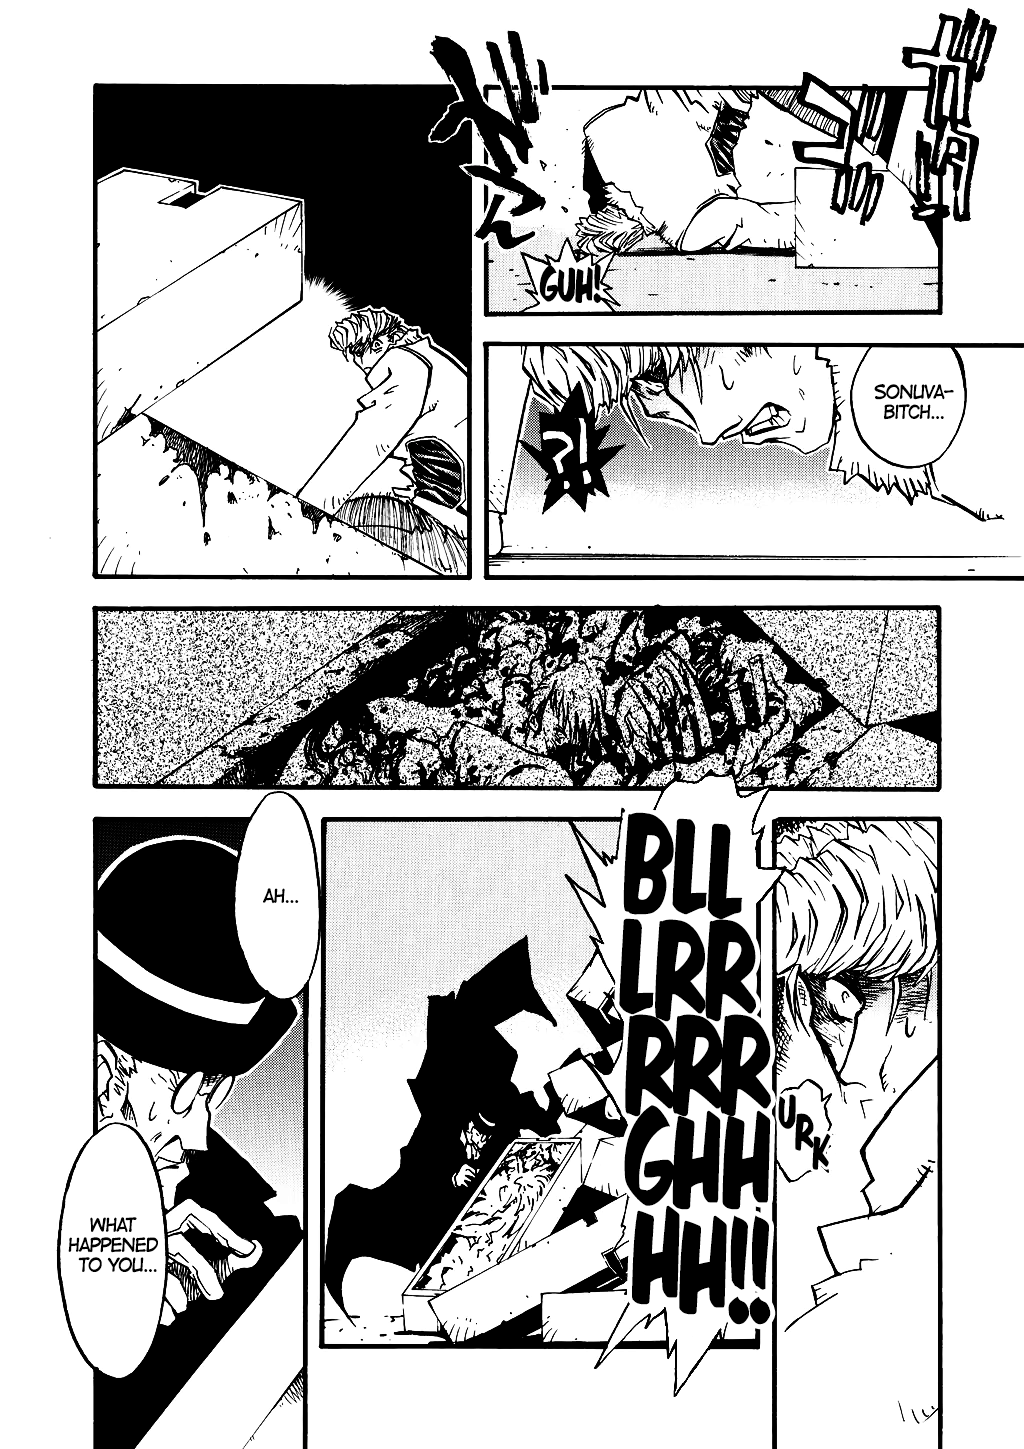 GUH!
SONUVA-
BITCH...
?!
URK
BLL
LRR
RRR
GHH
HH!!
AH...
WHAT
HAPPENED
TO YOU...